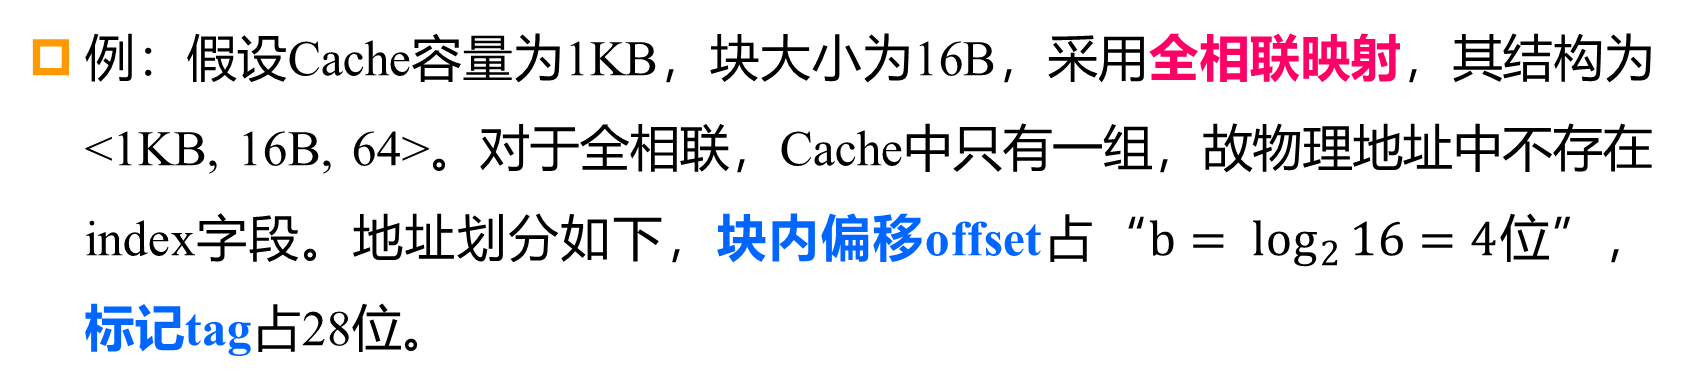 例：假设Cache容量为1KB，块大小为16B，采用全相联映射，其结构为
<1KB, 16B, 64>。对于全相联，Cache中只有一组，故物理地址中不存在
index字段。地址划分如下，块内偏移offset占“b = log₂ 16 = 4位”，
标记tag占28位。